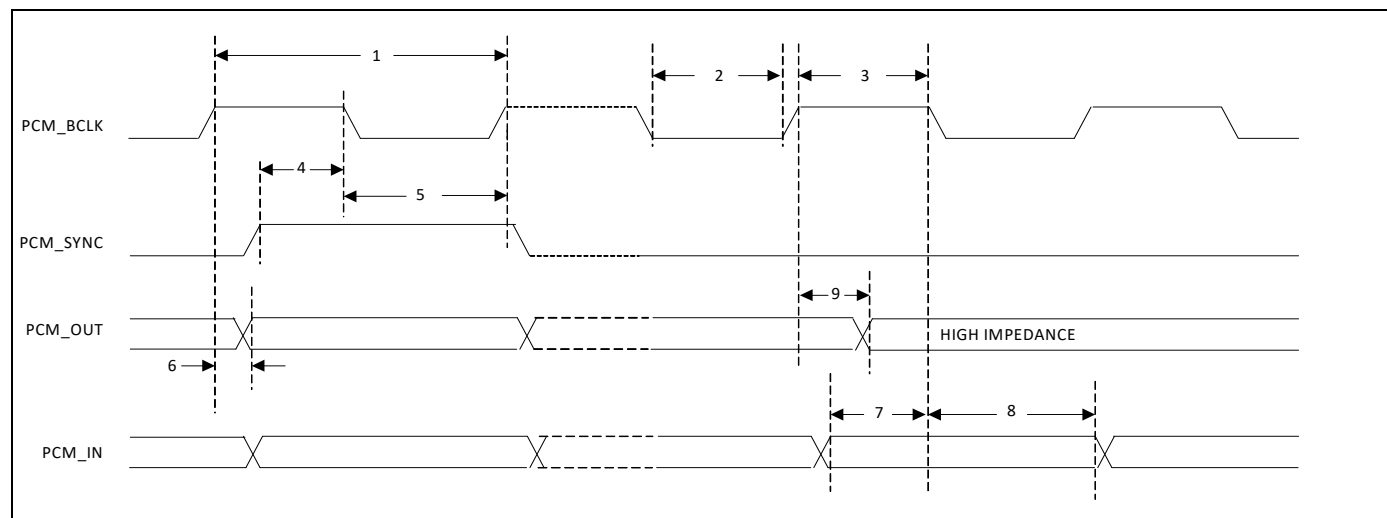 1
2
3
PCM_BCLK
4
5
PCM_SYNC
9
PCM_OUT
HIGH IMPEDANCE
6
7
8
PCM_IN